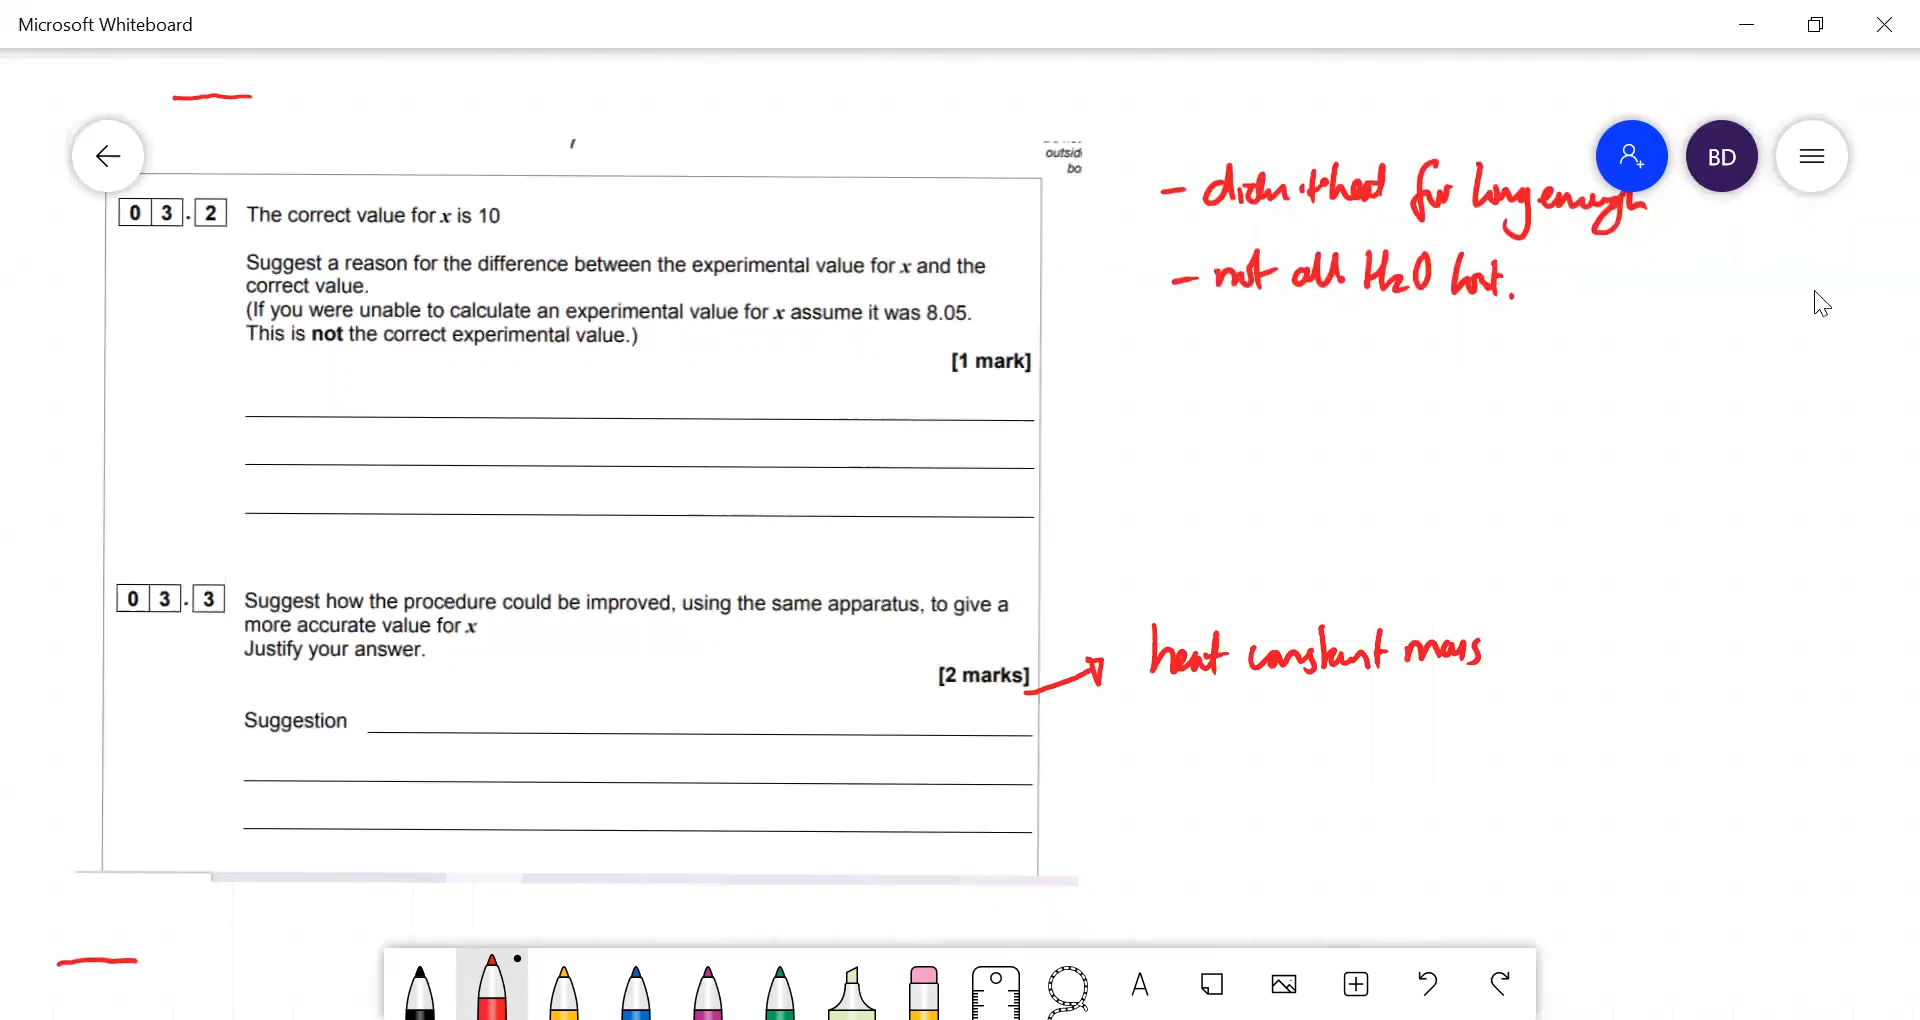 Microsoft Whiteboard
outsid
bo
BD
03.2 The correct value for x is 10
Suggest a reason for the difference between the experimental value for x and the
correct value.
(If you were unable to calculate an experimental value for x assume it was 8.05.
This is not the correct experimental value.)
[1 mark]
- didn't heat for long enough
- not all H₂O lost.
03.3 Suggest how the procedure could be improved, using the same apparatus, to give a
more accurate value for x
Justify your answer.
[2 marks]
heat constant mass
Suggestion
A